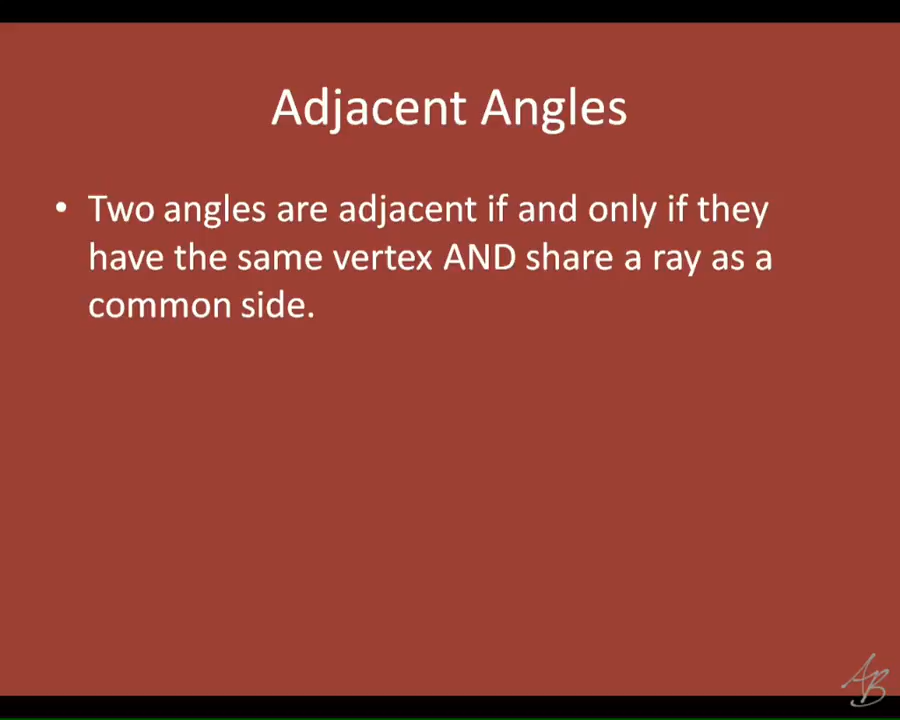 Adjacent Angles
• Two angles are adjacent if and only if they
have the same vertex AND share a ray as a
common side.
AB